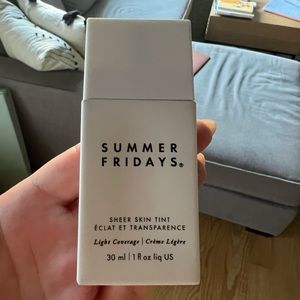 SUMMER
FRIDAYS®
SHEER SKIN TINT
ÉCLAT ET TRANSPARENCE
Light Coverage | Crème Légère
30 ml | 1 fl oz liq US